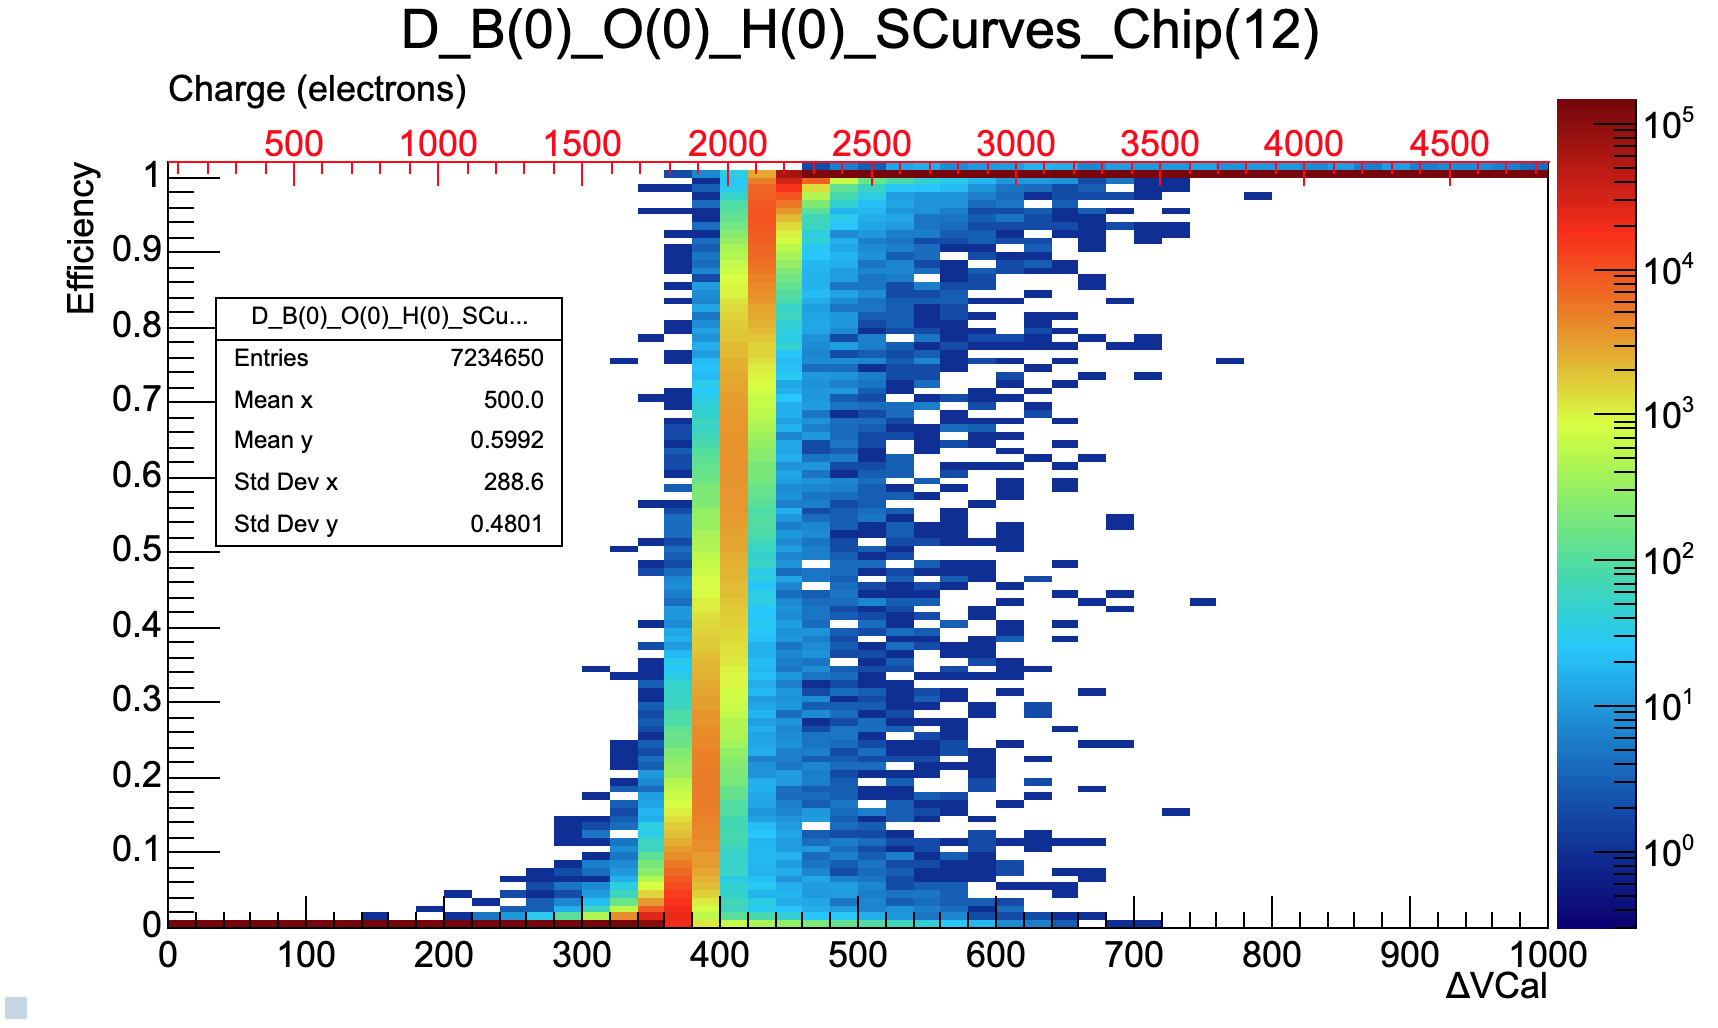 D_B(0)_O(0)_H(0)_SCurves_Chip(12)
Charge (electrons)
500 1000 1500 2000 2500 3000 3500 4000 4500
Efficiency
1
0.9
0.8
0.7
0.6
0.5
0.4
0.3
0.2
0.1
0
D_B(0)_O(0)_H(0)_SCu...
Entries 7234650
Mean x 500.0
Mean y 0.5992
Std Dev x 288.6
Std Dev y 0.4801
0 100 200 300 400 500 600 700 800 900 1000
ΔVCal
10⁵
10⁴
10³
10²
10¹
10⁰